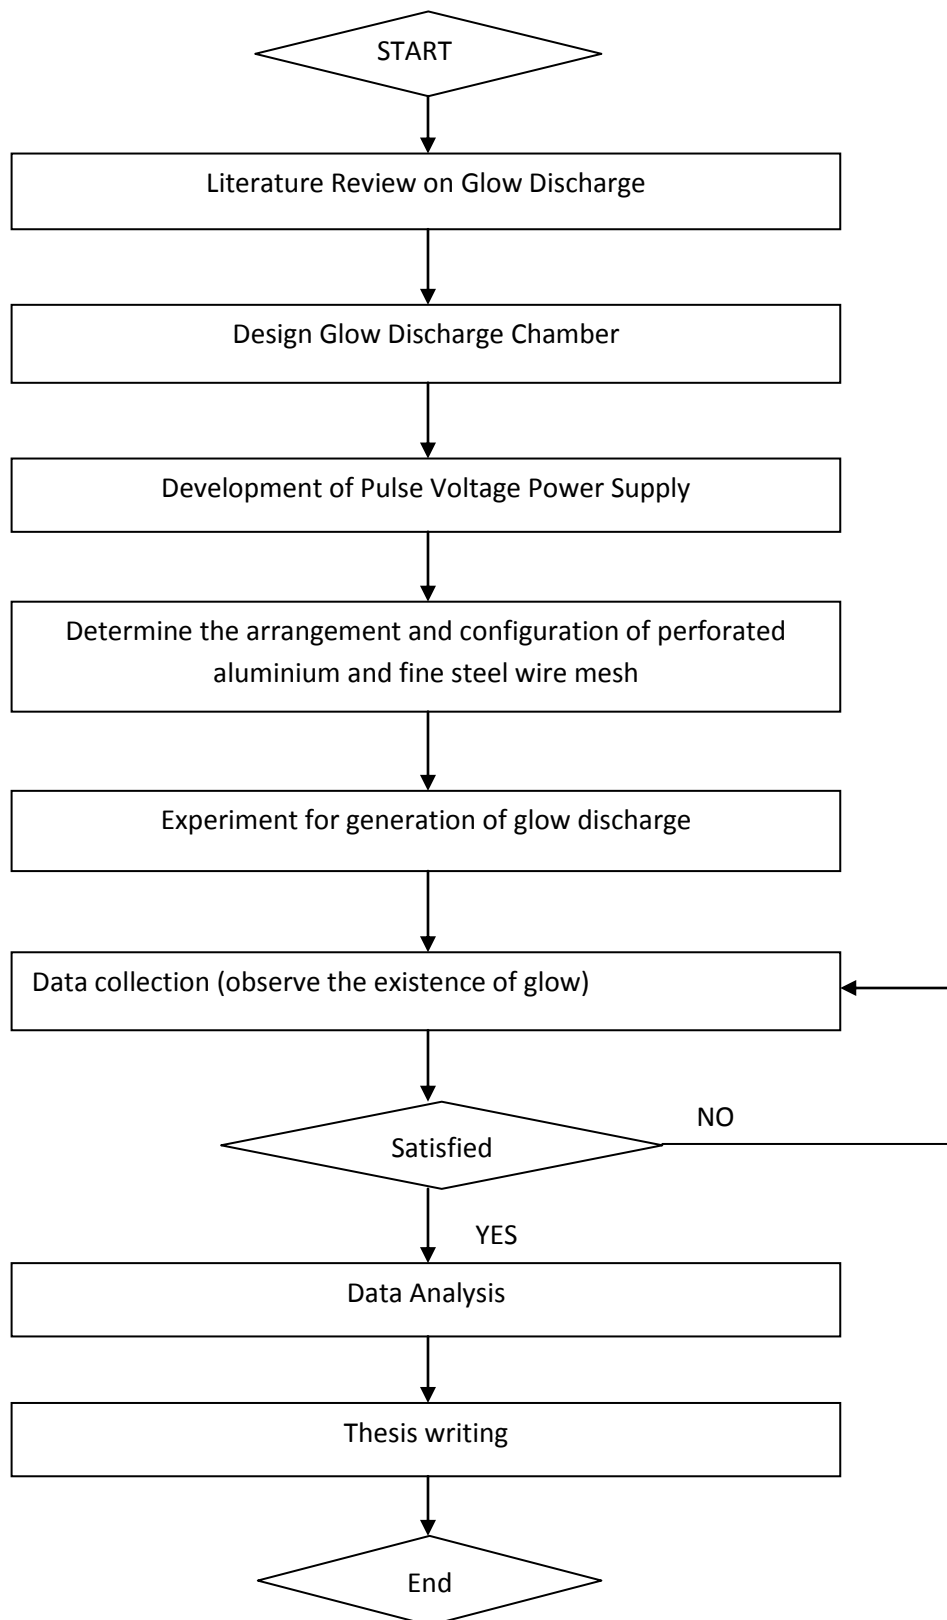 START
Literature Review on Glow Discharge
Design Glow Discharge Chamber
Development of Pulse Voltage Power Supply
Determine the arrangement and configuration of perforated
aluminium and fine steel wire mesh
Experiment for generation of glow discharge
Data collection (observe the existence of glow)
NO
Satisfied
YES
Data Analysis
Thesis writing
End